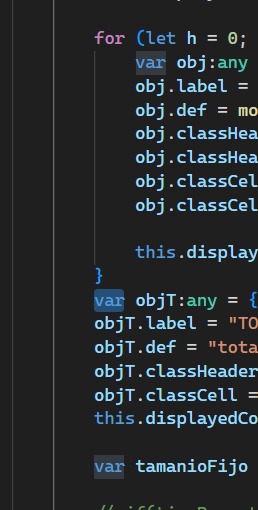 for (let h = 0;
var obj:any
obj.label =
obj.def = mo
obj.classHea
obj.classHea
obj.classCel
obj.classCel
this.display
}
var objT:any = {
objT.label = "TO
objT.def = "tota
objT.classHeader
objT.classCell =
this.displayedCo
var tamanioFijo